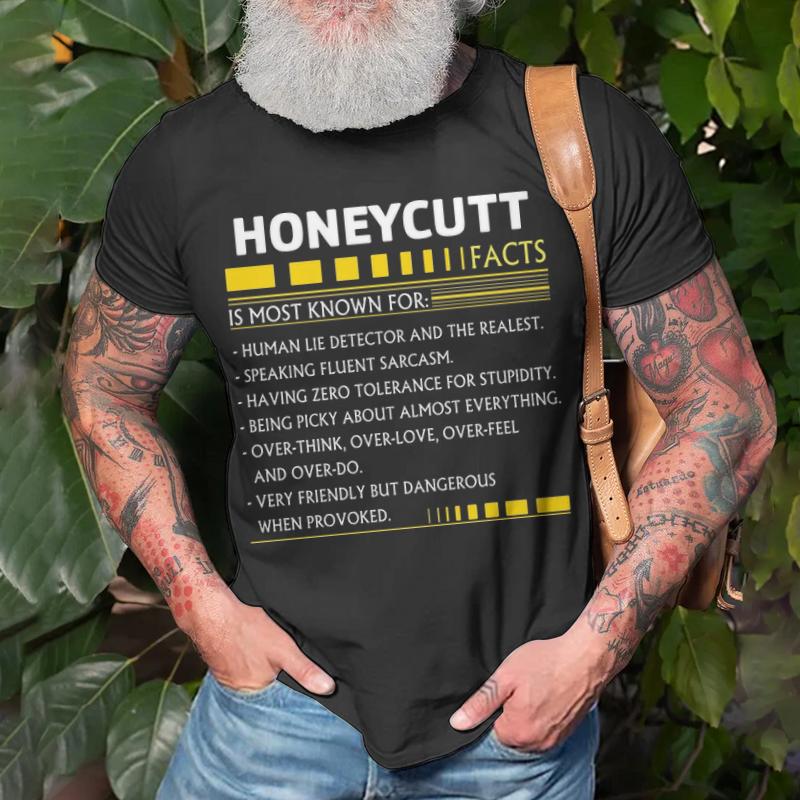 HONEYCUTT
FACTS
IS MOST KNOWN FOR:
- HUMAN LIE DETECTOR AND THE REALEST.
- SPEAKING FLUENT SARCASM.
- HAVING ZERO TOLERANCE FOR STUPIDITY.
- BEING PICKY ABOUT ALMOST EVERYTHING.
- OVER-THINK, OVER-LOVE, OVER-FEEL
AND OVER-DO.
- VERY FRIENDLY BUT DANGEROUS
WHEN PROVOKED.